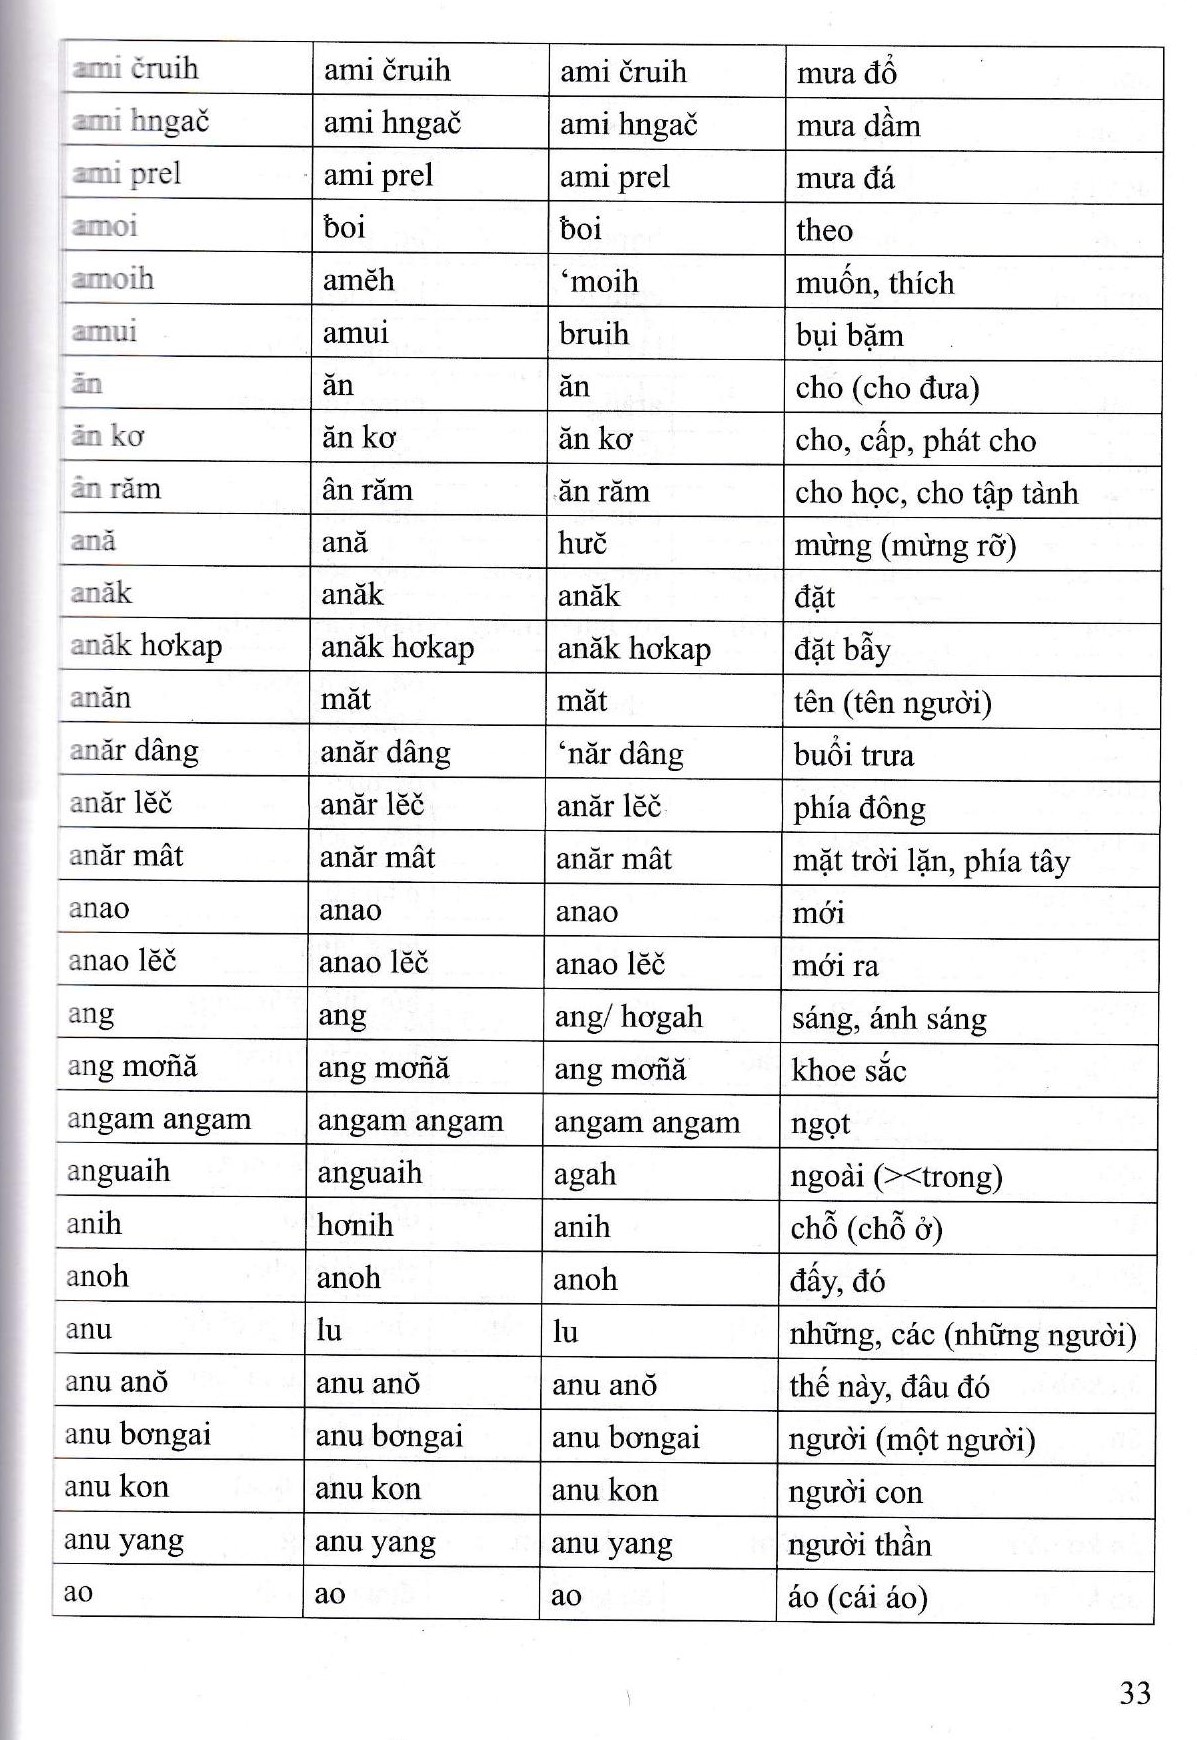 ami čruih ami čruih ami čruih mưa đổ
ami hngač ami hngač ami hngač mưa dầm
ami prel ami prel ami prel mưa đá
amoi ƀoi ƀoi theo
amoih amĕh ‘moih muốn, thích
amui amui bruih bụi bặm
ăn ăn ăn cho (cho đưa)
ăn kơ ăn kơ ăn kơ cho, cấp, phát cho
ân răm ân răm ăn răm cho học, cho tập tành
ană ană hưč mừng (mừng rỡ)
anăk anăk anăk đặt
anăk hơkap anăk hơkap anăk hơkap đặt bẫy
anăn măt măt tên (tên người)
anăr dâng anăr dâng ‘năr dâng buổi trưa
anăr lĕč anăr lĕč anăr lĕč phía đông
anăr mât anăr mât anăr mât mặt trời lặn, phía tây
anao anao anao mới
anao lĕč anao lĕč anao lĕč mới ra
ang ang ang/ hơgah sáng, ánh sáng
ang mơñă ang mơñă ang mơñă khoe sắc
angam angam angam angam angam angam ngọt
anguaih anguaih agah ngoài (><trong)
anih hơnih anih chỗ (chỗ ở)
anoh anoh anoh đấy, đó
anu lu lu những, các (những người)
anu anŏ anu anŏ anu anŏ thế này, đâu đó
anu bơngai anu bơngai anu bơngai người (một người)
anu kon anu kon anu kon người con
anu yang anu yang anu yang người thần
ao ao ao áo (cái áo)
33